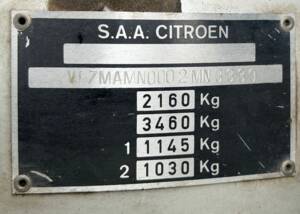 S.A.A. CITROEN
2160 Kg
3460 Kg
1 1145 Kg
2 1030 Kg